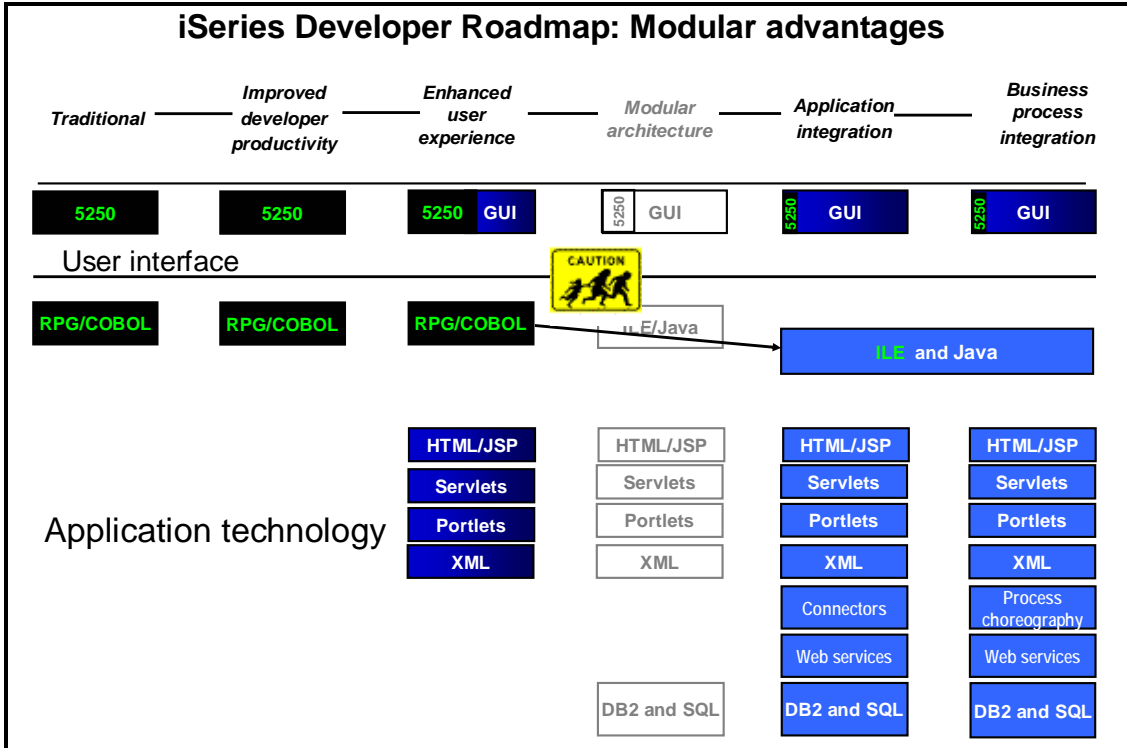 iSeries Developer Roadmap: Modular advantages
Traditional
Improved
developer
productivity
Enhanced
user
experience
Modular
architecture
Application
integration
Business
process
integration
5250
5250
5250 GUI
5250 GUI
5250 GUI
5250 GUI
User interface
CAUTION
RPG/COBOL
RPG/COBOL
RPG/COBOL
ILE/Java
ILE and Java
HTML/JSP
HTML/JSP
HTML/JSP
HTML/JSP
Servlets
Servlets
Servlets
Servlets
Application technology
Portlets
Portlets
Portlets
Portlets
XML
XML
XML
XML
Connectors
Process
choreography
Web services
Web services
DB2 and SQL
DB2 and SQL
DB2 and SQL